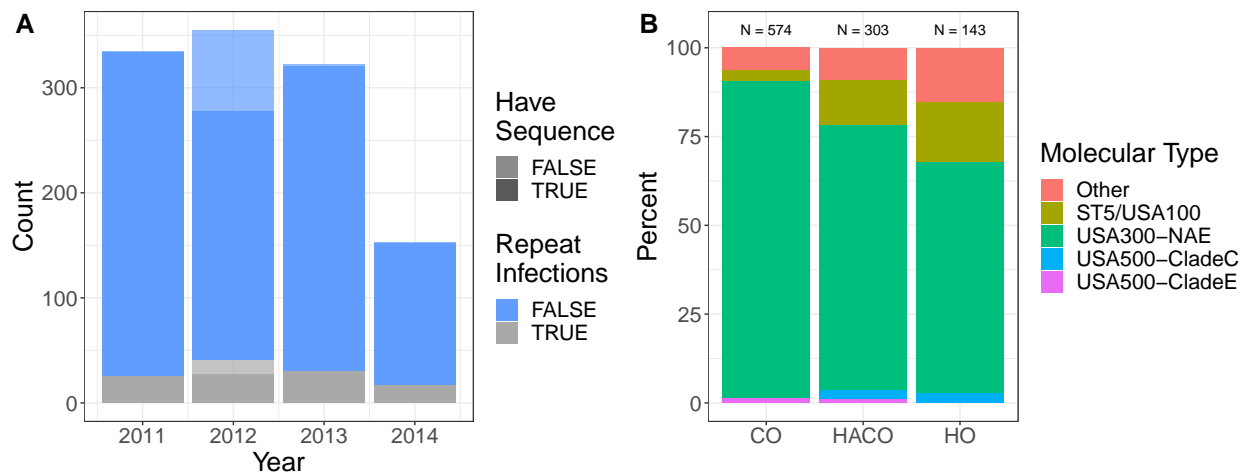 A
300
200
100
0
Count
2011 2012 2013 2014
Year
Have
Sequence
FALSE
TRUE
Repeat
Infections
FALSE
TRUE
B
N = 574 N = 303 N = 143
100
75
50
25
0
Percent
CO HACO HO
Molecular Type
Other
ST5/USA100
USA300−NAE
USA500−CladeC
USA500−CladeE